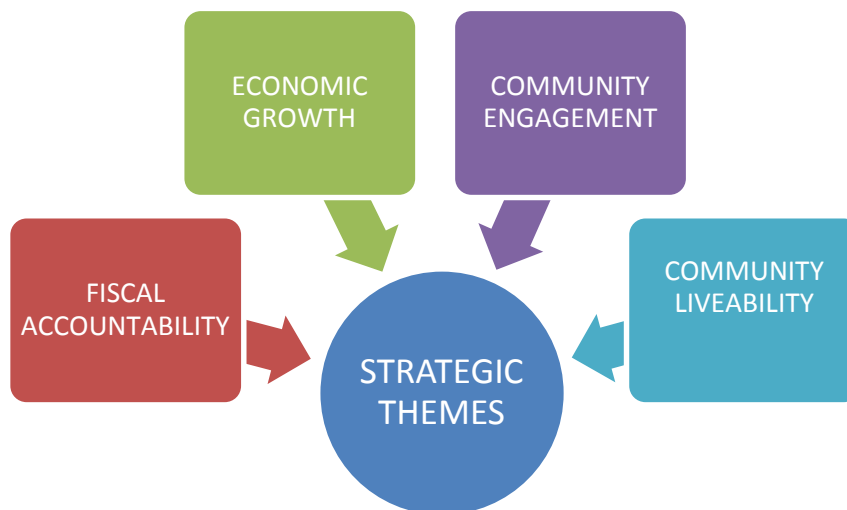 ECONOMIC
GROWTH
COMMUNITY
ENGAGEMENT
FISCAL
ACCOUNTABILITY
COMMUNITY
LIVEABILITY
STRATEGIC
THEMES